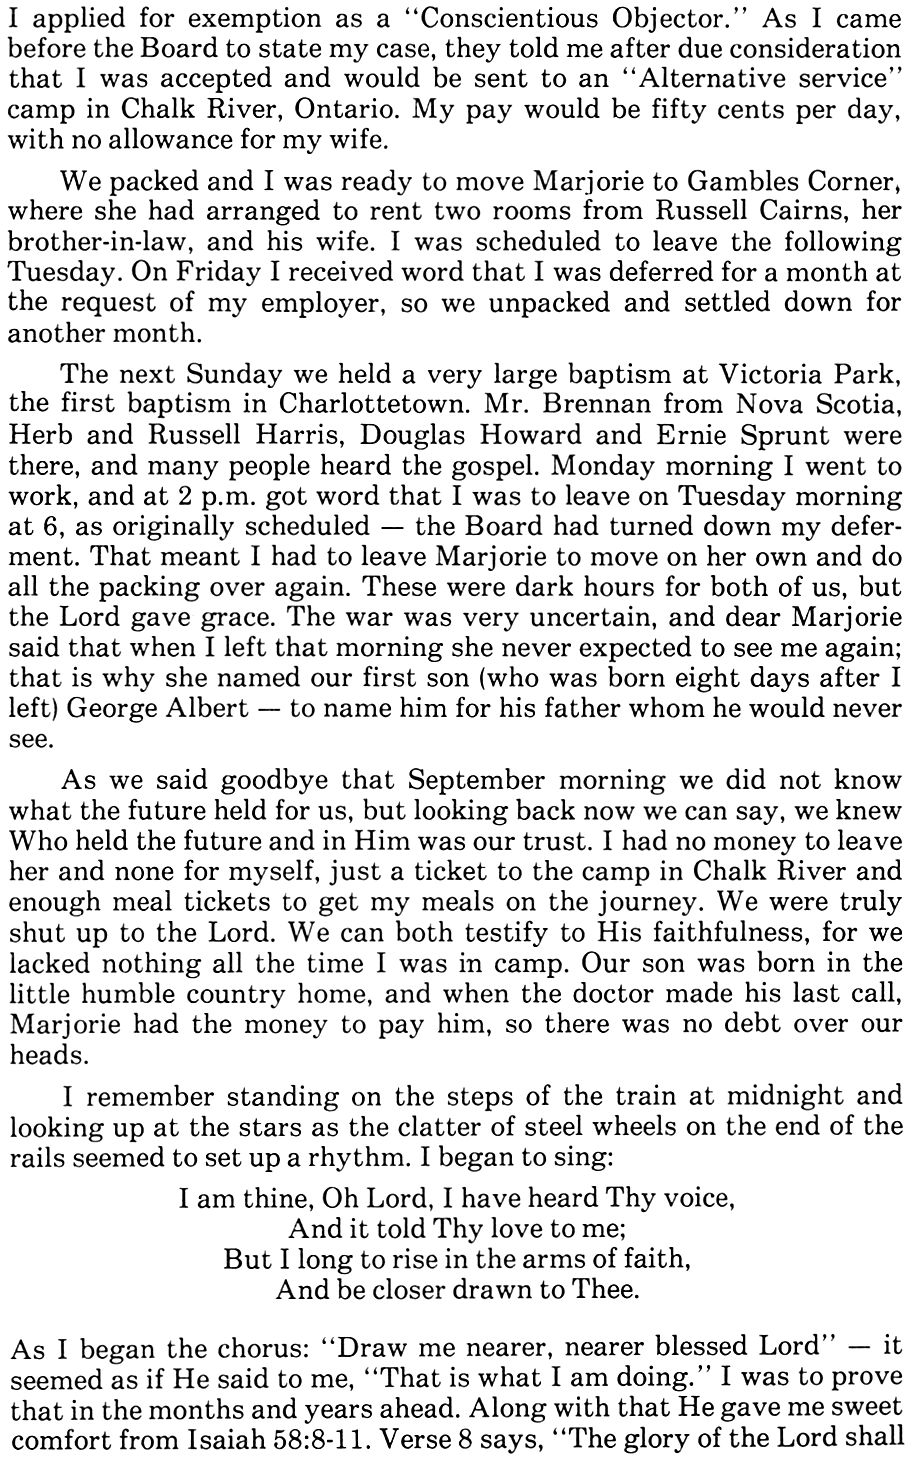 I applied for exemption as a “Conscientious Objector.” As I came
before the Board to state my case, they told me after due consideration
that I was accepted and would be sent to an “Alternative service”
camp in Chalk River, Ontario. My pay would be fifty cents per day,
with no allowance for my wife.
We packed and I was ready to move Marjorie to Gambles Corner,
where she had arranged to rent two rooms from Russell Cairns, her
brother-in-law, and his wife. I was scheduled to leave the following
Tuesday. On Friday I received word that I was deferred for a month at
the request of my employer, so we unpacked and settled down for
another month.
The next Sunday we held a very large baptism at Victoria Park,
the first baptism in Charlottetown. Mr. Brennan from Nova Scotia,
Herb and Russell Harris, Douglas Howard and Ernie Sprunt were
there, and many people heard the gospel. Monday morning I went to
work, and at 2 p.m. got word that I was to leave on Tuesday morning
at 6, as originally scheduled — the Board had turned down my defer-
ment. That meant I had to leave Marjorie to move on her own and do
all the packing over again. These were dark hours for both of us, but
the Lord gave grace. The war was very uncertain, and dear Marjorie
said that when I left that morning she never expected to see me again;
that is why she named our first son (who was born eight days after I
left) George Albert — to name him for his father whom he would never
see.
As we said goodbye that September morning we did not know
what the future held for us, but looking back now we can say, we knew
Who held the future and in Him was our trust. I had no money to leave
her and none for myself, just a ticket to the camp in Chalk River and
enough meal tickets to get my meals on the journey. We were truly
shut up to the Lord. We can both testify to His faithfulness, for we
lacked nothing all the time I was in camp. Our son was born in the
little humble country home, and when the doctor made his last call,
Marjorie had the money to pay him, so there was no debt over our
heads.
I remember standing on the steps of the train at midnight and
looking up at the stars as the clatter of steel wheels on the end of the
rails seemed to set up a rhythm. I began to sing:
I am thine, Oh Lord, I have heard Thy voice,
And it told Thy love to me;
But I long to rise in the arms of faith,
And be closer drawn to Thee.
As I began the chorus: “Draw me nearer, nearer blessed Lord” — it
seemed as if He said to me, “That is what I am doing.” I was to prove
that in the months and years ahead. Along with that He gave me sweet
comfort from Isaiah 58:8-11. Verse 8 says, “The glory of the Lord shall